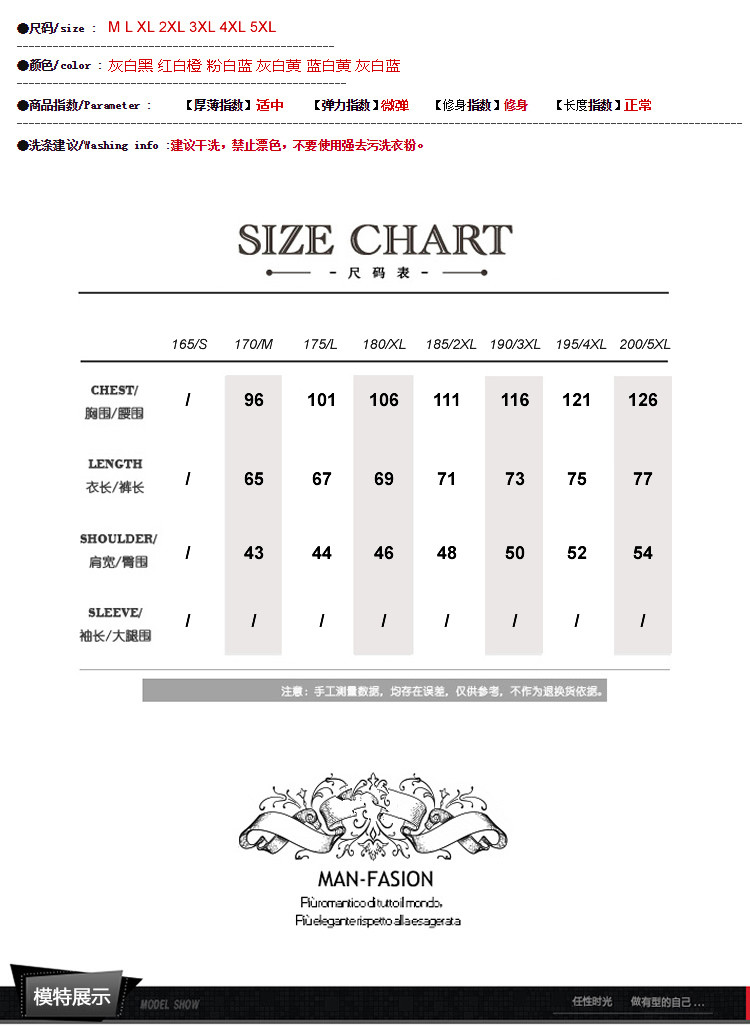 ●尺码/size : M L XL 2XL 3XL 4XL 5XL
●颜色/color : 灰白黑 红白橙 粉白蓝 灰白黄 蓝白黄 灰白蓝
●商品指数/Parameter : 【厚薄指数】适中 【弹力指数】微弹 【修身指数】修身 【长度指数】正常
●洗涤建议/Washing info :建议干洗，禁止漂色，不要使用强去污洗衣粉。
SIZE CHART
- 尺 码 表 -
165/S 170/M 175/L 180/XL 185/2XL 190/3XL 195/4XL 200/5XL
CHEST/
胸围/腰围 / 96 101 106 111 116 121 126
LENGTH
衣长/裤长 / 65 67 69 71 73 75 77
SHOULDER/
肩宽/臀围 / 43 44 46 48 50 52 54
SLEEVE/
袖长/大腿围 / / / / / / / /
注意：手工测量数据，均存在误差，仅供参考，不作为退换货依据。
MAN-FASION
Più romantico di tutto il mondo,
Più elegante rispetto alla esagerata
模特展示 MODEL SHOW 任性时光 做有型的自己 ...